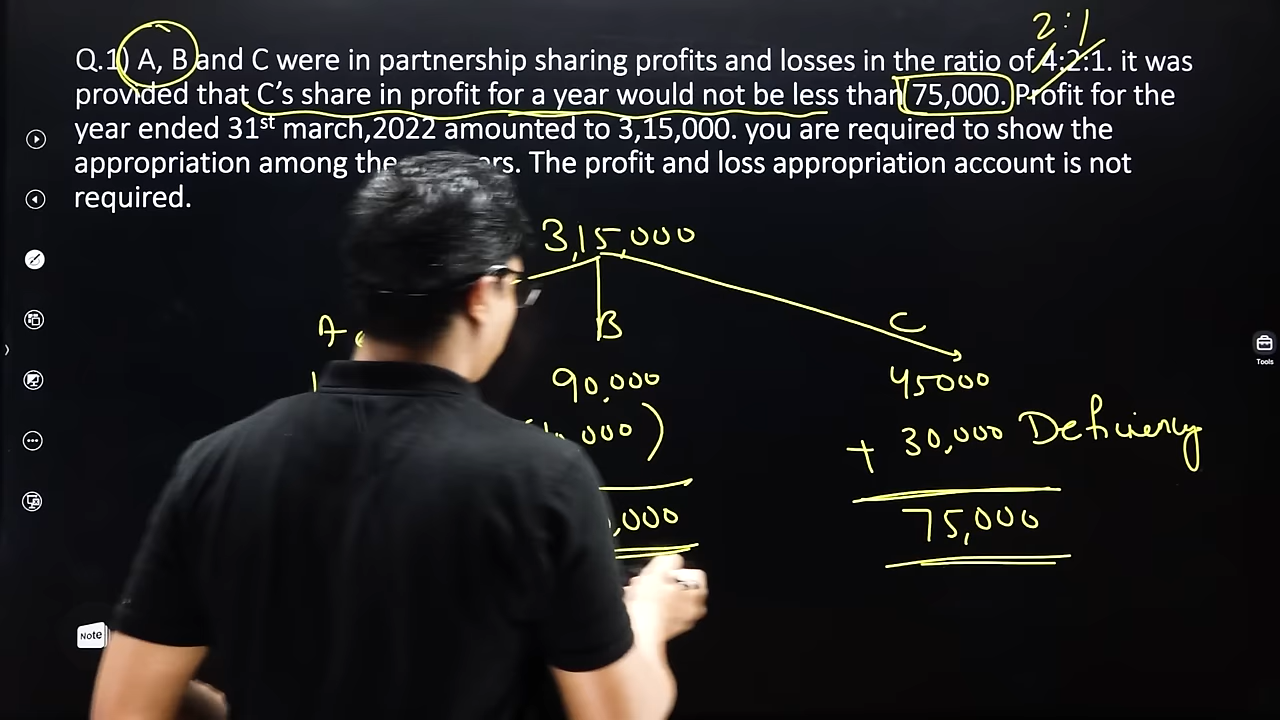 2:1
Q.1) A, B and C were in partnership sharing profits and losses in the ratio of 4:2:1. it was
provided that C's share in profit for a year would not be less than 75,000. Profit for the
year ended 31st march,2022 amounted to 3,15,000. you are required to show the
appropriation among the rs. The profit and loss appropriation account is not
required.
3,15,000
A B C
90,000 45000
000) + 30,000 Deficiency
,000 75,000
Note
Tools